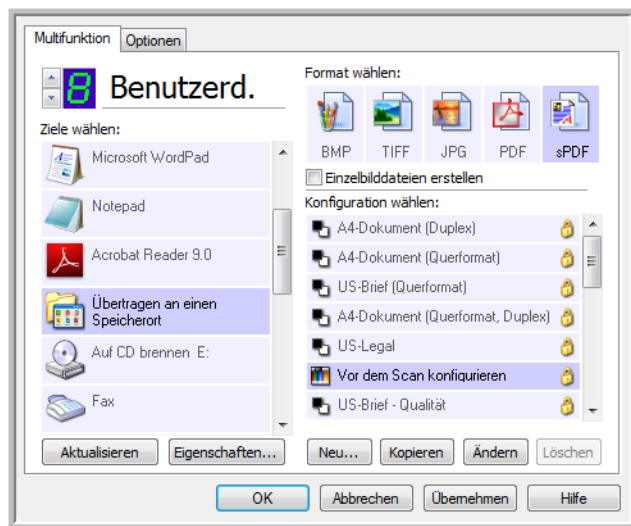 Multifunktion
Optionen
8
Benutzerd.
Ziele wählen:
Microsoft WordPad
Notepad
Acrobat Reader 9.0
Übertragen an einen
Speicherort
Auf CD brennen E:
Fax
Aktualisieren
Eigenschaften...
Format wählen:
BMP
TIFF
JPG
PDF
sPDF
Einzelbilddateien erstellen
Konfiguration wählen:
A4-Dokument (Duplex)
A4-Dokument (Querformat)
US-Brief (Querformat)
A4-Dokument (Querformat, Duplex)
US-Legal
Vor dem Scan konfigurieren
US-Brief - Qualität
Neu...
Kopieren
Ändern
Löschen
OK
Abbrechen
Übernehmen
Hilfe